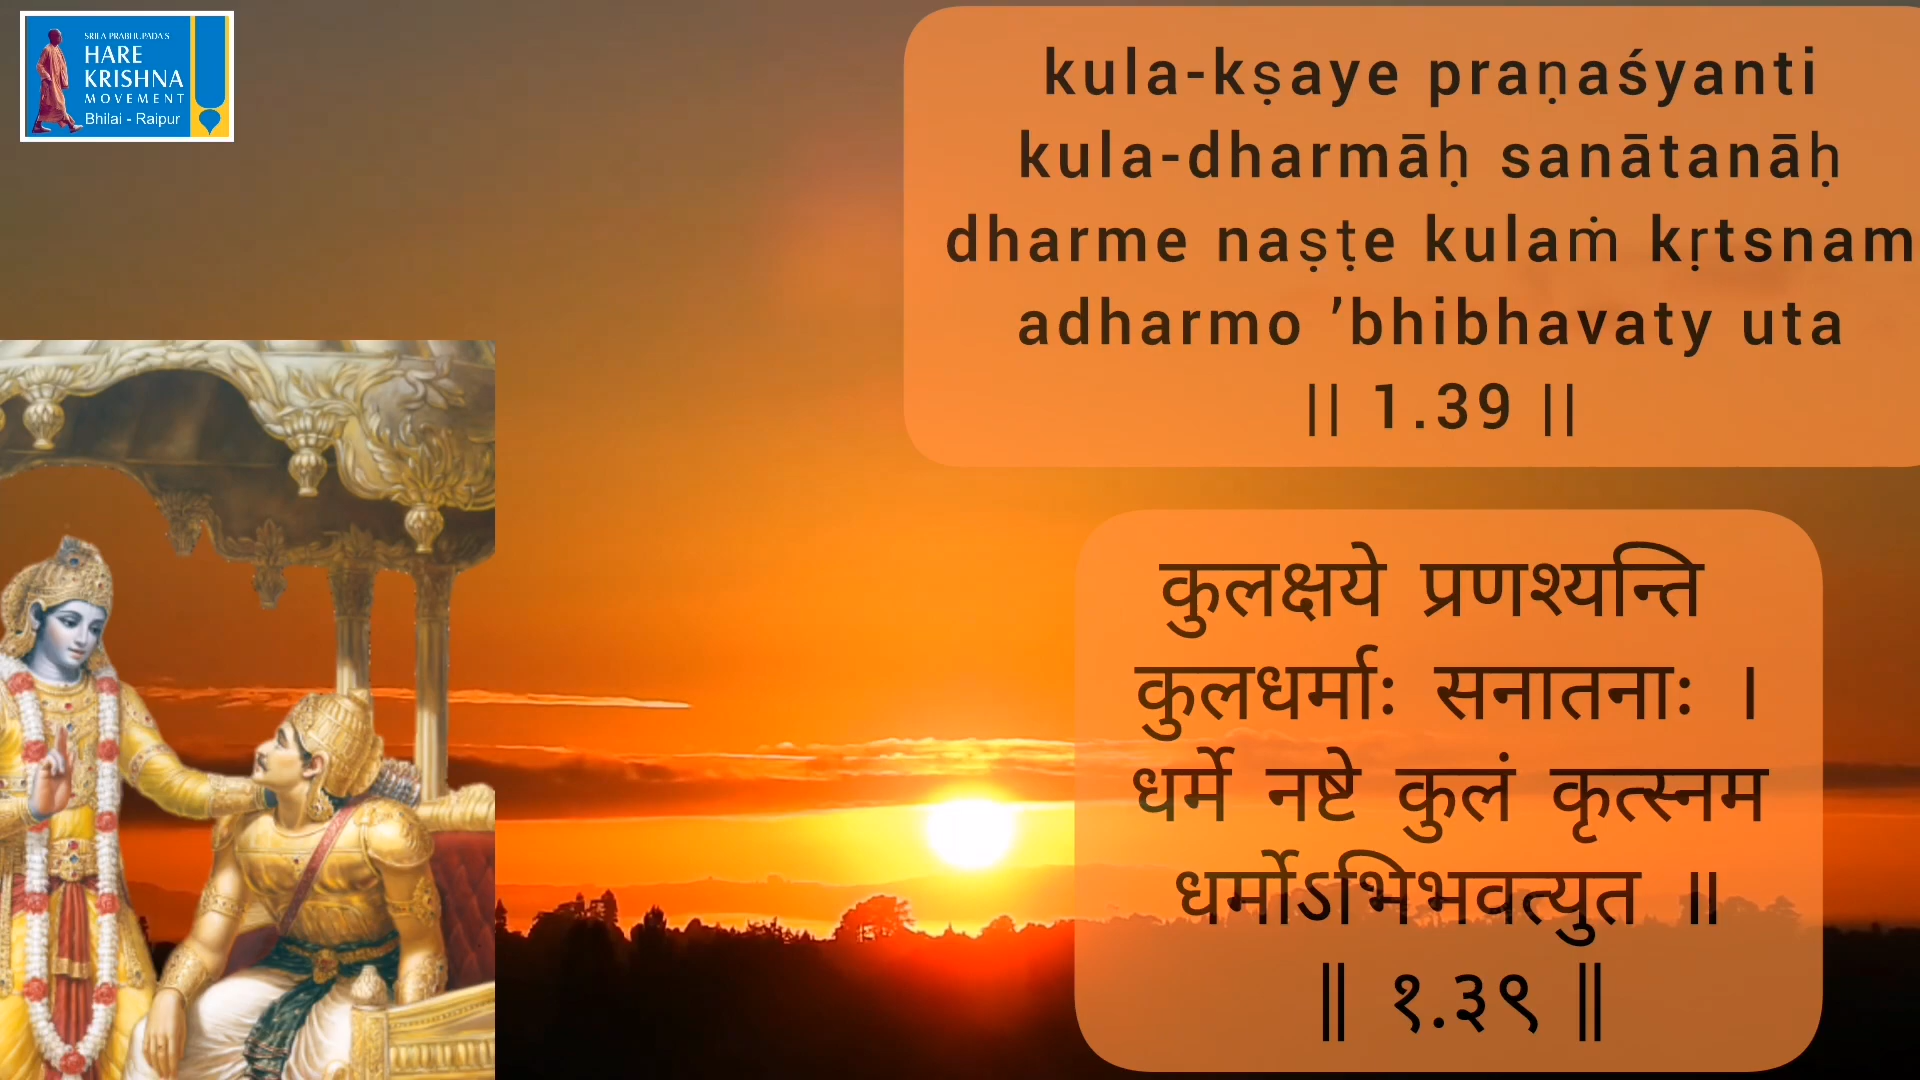 SRILA PRABHUPADA'S
HARE
KRISHNA
MOVEMENT
Bhilai - Raipur
kula-kṣaye praṇaśyanti
kula-dharmāḥ sanātanāḥ
dharme naṣṭe kulaṁ kṛtsnam
adharmo ’bhibhavaty uta
|| 1.39 ||
कुलक्षये प्रणश्यन्ति
कुलधर्माः सनातनाः ।
धर्मे नष्टे कुलं कृत्स्नम
धर्मोऽभिभवत्युत ॥
॥ १.३९ ॥